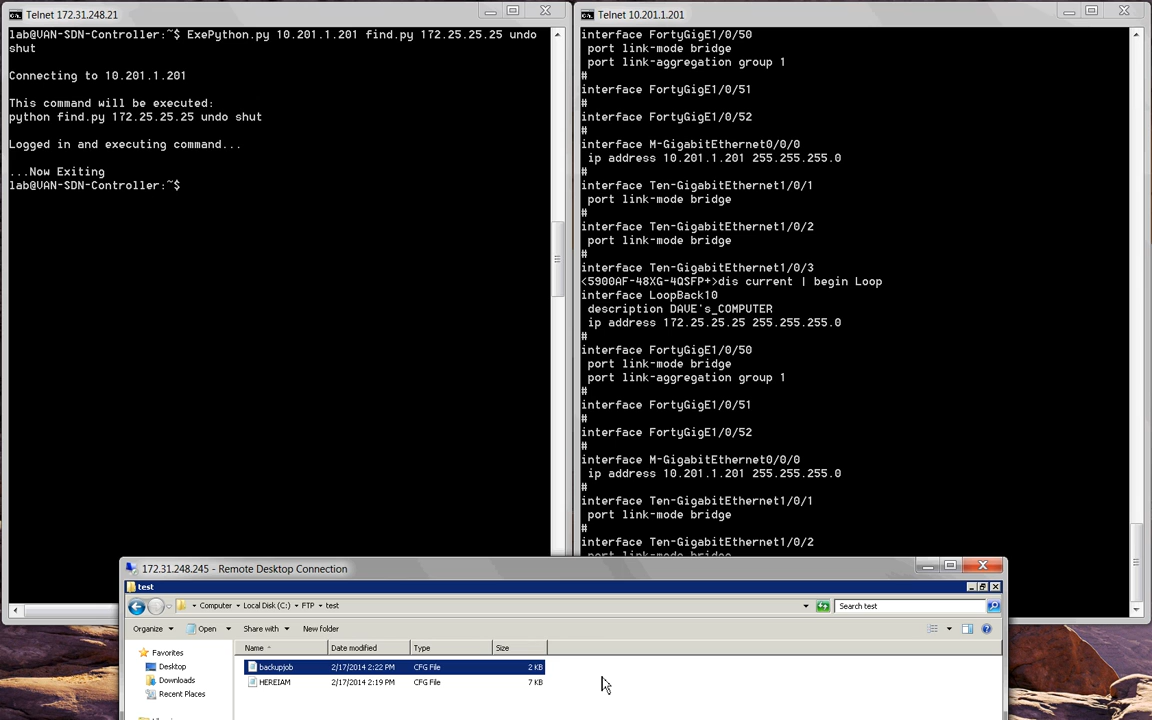 Telnet 172.31.248.21
lab@VAN-SDN-Controller:~$ ExePython.py 10.201.1.201 find.py 172.25.25.25 undo
shut
Connecting to 10.201.1.201
This command will be executed:
python find.py 172.25.25.25 undo shut
Logged in and executing command...
...Now Exiting
lab@VAN-SDN-Controller:~$
Telnet 10.201.1.201
interface FortyGigE1/0/50
port link-mode bridge
port link-aggregation group 1
#
interface FortyGigE1/0/51
#
interface FortyGigE1/0/52
#
interface M-GigabitEthernet0/0/0
ip address 10.201.1.201 255.255.255.0
#
interface Ten-GigabitEthernet1/0/1
port link-mode bridge
#
interface Ten-GigabitEthernet1/0/2
port link-mode bridge
#
interface Ten-GigabitEthernet1/0/3
<5900AF-48XG-4QSFP+>dis current | begin Loop
interface LoopBack10
description DAVE's_COMPUTER
ip address 172.25.25.25 255.255.255.0
#
interface FortyGigE1/0/50
port link-mode bridge
port link-aggregation group 1
#
interface FortyGigE1/0/51
#
interface FortyGigE1/0/52
#
interface M-GigabitEthernet0/0/0
ip address 10.201.1.201 255.255.255.0
#
interface Ten-GigabitEthernet1/0/1
port link-mode bridge
#
interface Ten-GigabitEthernet1/0/2
port link-mode bridge
172.31.248.245 - Remote Desktop Connection
test
Computer Local Disk (C:) FTP test
Search test
Organize Open Share with New folder
Favorites
Desktop
Downloads
Recent Places
Name Date modified Type Size
backupjob 2/17/2014 2:22 PM CFG File 2 KB
HEREIAM 2/17/2014 2:19 PM CFG File 7 KB